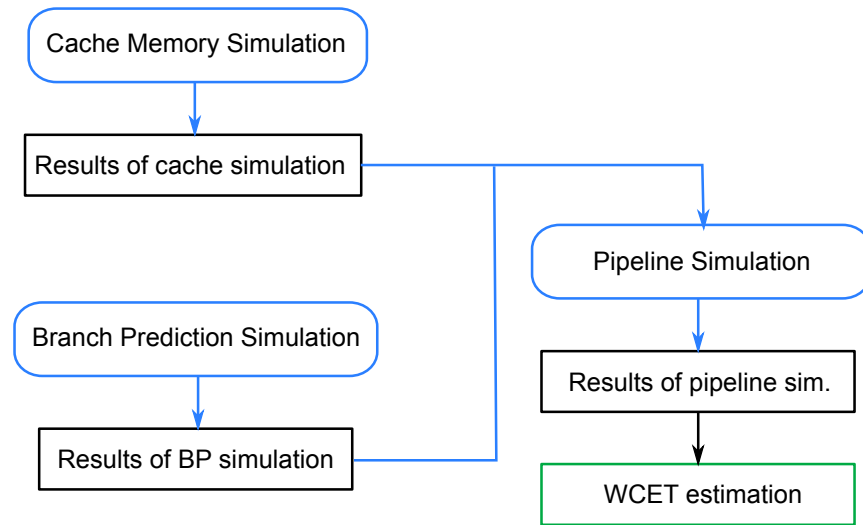 Cache Memory Simulation
Results of cache simulation
Pipeline Simulation
Branch Prediction Simulation
Results of pipeline sim.
Results of BP simulation
WCET estimation